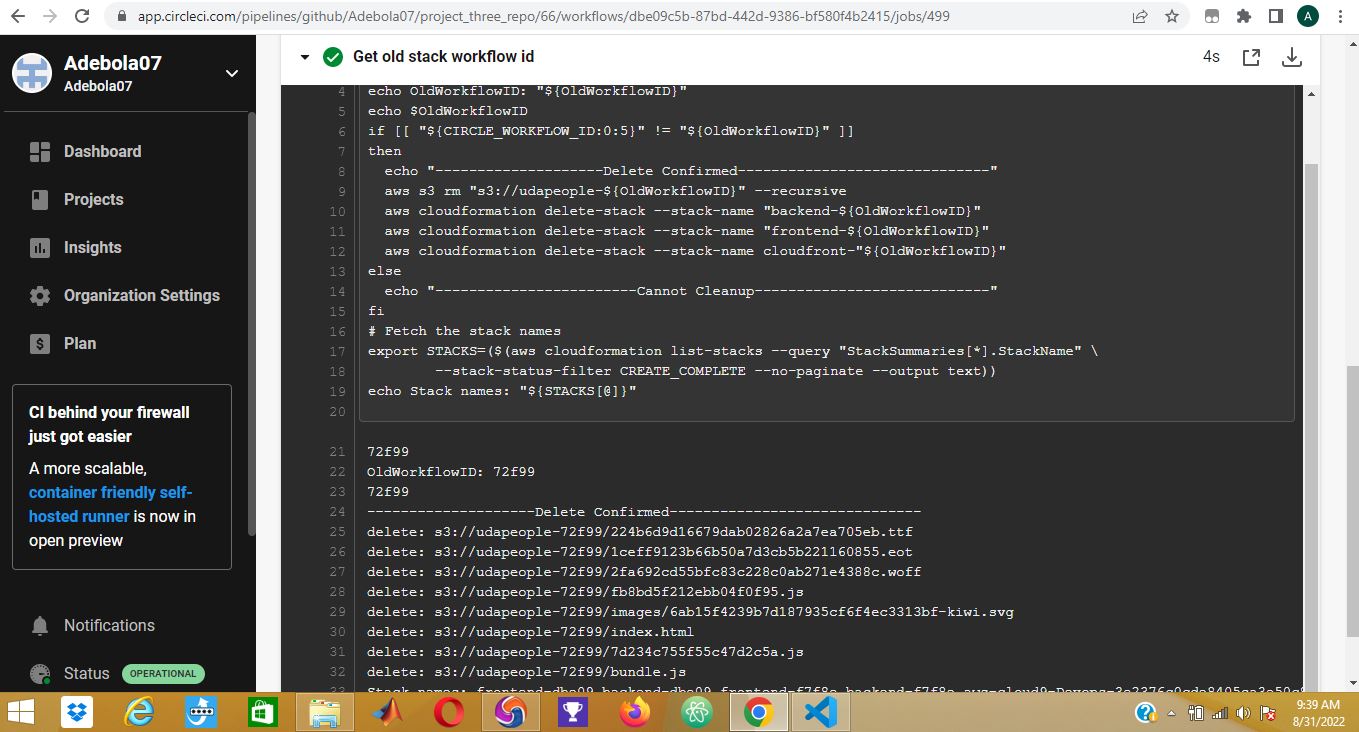 app.circleci.com/pipelines/github/Adebola07/project_three_repo/66/workflows/dbe09c5b-87bd-442d-9386-bf580f4b2415/jobs/499
A
Adebola07
Adebola07
Dashboard
Projects
Insights
Organization Settings
$ Plan
CI behind your firewall
just got easier
A more scalable,
container friendly self-
hosted runner is now in
open preview
Notifications
Status OPERATIONAL
Get old stack workflow id
4s
4 echo OldWorkflowID: "${OldWorkflowID}"
5 echo $OldWorkflowID
6 if [[ "${CIRCLE_WORKFLOW_ID:0:5}" != "${OldWorkflowID}" ]]
7 then
8 echo "--------------------Delete Confirmed------------------------------"
9 aws s3 rm "s3://udapeople-${OldWorkflowID}" --recursive
10 aws cloudformation delete-stack --stack-name "backend-${OldWorkflowID}"
11 aws cloudformation delete-stack --stack-name "frontend-${OldWorkflowID}"
12 aws cloudformation delete-stack --stack-name cloudfront-"${OldWorkflowID}"
13 else
14 echo "------------------------Cannot Cleanup----------------------------"
15 fi
16 # Fetch the stack names
17 export STACKS=($(aws cloudformation list-stacks --query "StackSummaries[*].StackName" \
18 --stack-status-filter CREATE_COMPLETE --no-paginate --output text))
19 echo Stack names: "${STACKS[@]}"
20
21 72f99
22 OldWorkflowID: 72f99
23 72f99
24 --------------------Delete Confirmed------------------------------
25 delete: s3://udapeople-72f99/224b6d9d16679dab02826a2a7ea705eb.ttf
26 delete: s3://udapeople-72f99/1ceff9123b66b50a7d3cb5b221160855.eot
27 delete: s3://udapeople-72f99/2fa692cd55bfc83c228c0ab271e4388c.woff
28 delete: s3://udapeople-72f99/fb8bd5f212ebb04f0f95.js
29 delete: s3://udapeople-72f99/images/6ab15f4239b7d187935cf6f4ec3313bf-kiwi.svg
30 delete: s3://udapeople-72f99/index.html
31 delete: s3://udapeople-72f99/7d234c755f55c47d2c5a.js
32 delete: s3://udapeople-72f99/bundle.js
33 Stack names: frontend-dbe09 backend-dbe09 frontend-f7f8a backend-f7f8a
9:39 AM
8/31/2022